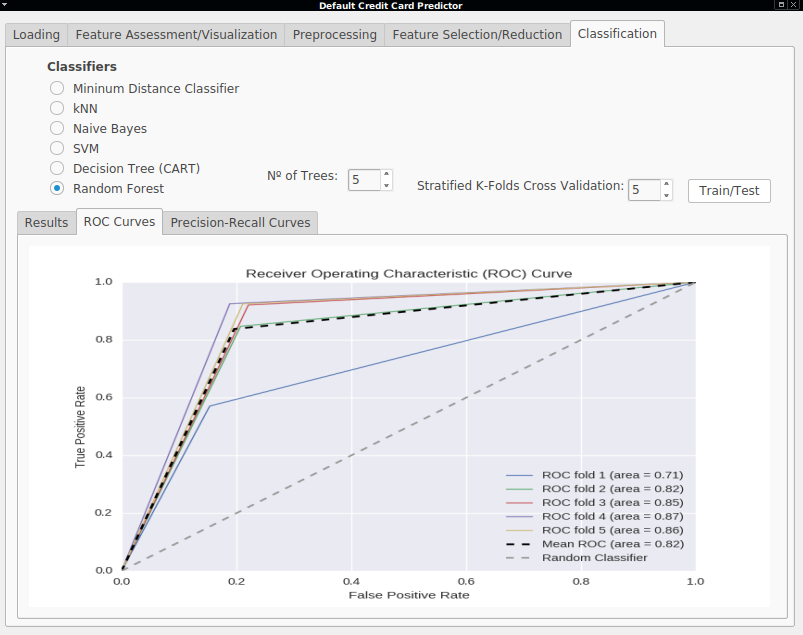 Default Credit Card Predictor
Loading Feature Assessment/Visualization Preprocessing Feature Selection/Reduction Classification
Classifiers
Mininum Distance Classifier
kNN
Naive Bayes
SVM
Decision Tree (CART)
Random Forest
Nº of Trees: 5
Stratified K-Folds Cross Validation: 5 Train/Test
Results ROC Curves Precision-Recall Curves
Receiver Operating Characteristic (ROC) Curve
1.0
0.8
0.6
0.4
0.2
0.0
True Positive Rate
ROC fold 1 (area = 0.71)
ROC fold 2 (area = 0.82)
ROC fold 3 (area = 0.85)
ROC fold 4 (area = 0.87)
ROC fold 5 (area = 0.86)
Mean ROC (area = 0.82)
Random Classifier
0.0 0.2 0.4 0.6 0.8 1.0
False Positive Rate